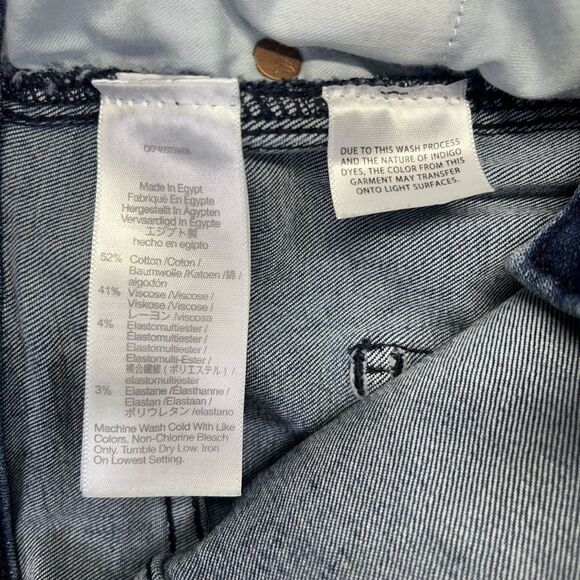 Made In Egypt
Fabriqué En Égypte
Hergestellt In Ägypten
Vervaardigd In Egypte
エジプト製
hecho en egipto
52% Cotton /Coton /
Baumwolle /Katoen /綿 /
algodón
41% Viscose /Viscose /
Viskose /Viscose /
レーヨン /viscosa
4% Elastomultiester /
Élastomultiester /
Elastomultiester /
Elastomulti-Ester /
複合繊維 ( ポリエステル ) /
elastomultiester
3% Elastane /Élasthanne /
Elastan /Elastaan /
ポリウレタン /elastano
Machine Wash Cold With Like
Colors. Non-Chlorine Bleach
Only. Tumble Dry Low. Iron
On Lowest Setting.
DUE TO THIS WASH PROCESS
AND THE NATURE OF INDIGO
DYES, THE COLOR FROM THIS
GARMENT MAY TRANSFER
ONTO LIGHT SURFACES.